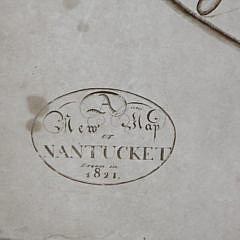 A
New Map
OF
NANTUCKET
Drawn in
1821.